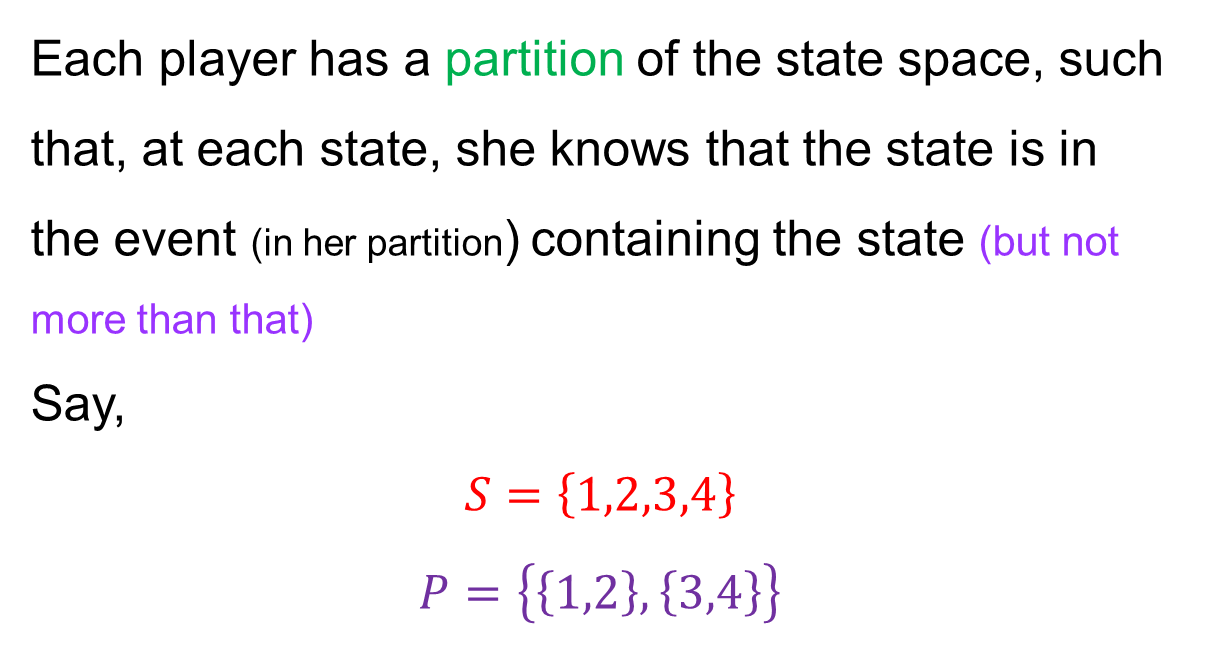 Each player has a partition of the state space, such
that, at each state, she knows that the state is in
the event (in her partition) containing the state (but not
more than that)
Say,
S = {1,2,3,4}
P = {{1,2}, {3,4}}